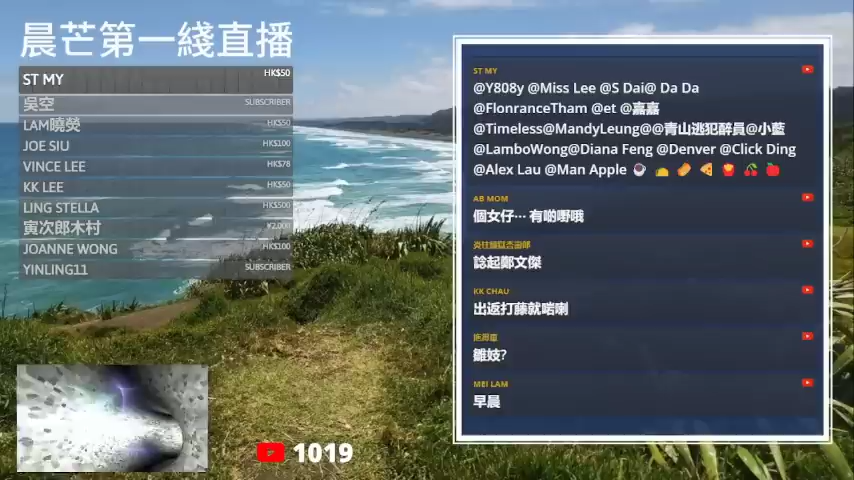 晨芒第一綫直播
ST MY HK$50
吳空 SUBSCRIBER
LAM曉熒 HK$50
JOE SIU HK$100
VINCE LEE HK$78
KK LEE HK$50
LING STELLA HK$500
寅次郎木村 ¥2,000
JOANNE WONG HK$100
YINLING11 SUBSCRIBER
1019
ST MY
@Y808y @Miss Lee @S Dai@ Da Da
@FlonranceTham @et @嘉嘉
@Timeless@MandyLeung@@青山逃犯醉員@小藍
@LamboWong@Diana Feng @Denver @Click Ding
@Alex Lau @Man Apple ☕ 🌮 🥜 🍕 🍟 🍒 🍎
AB MOM
個女仔… 有啲嘢哦
諗起鄭文傑
KK CHAU
出返打藤就啱喇
雛妓?
MEI LAM
早晨